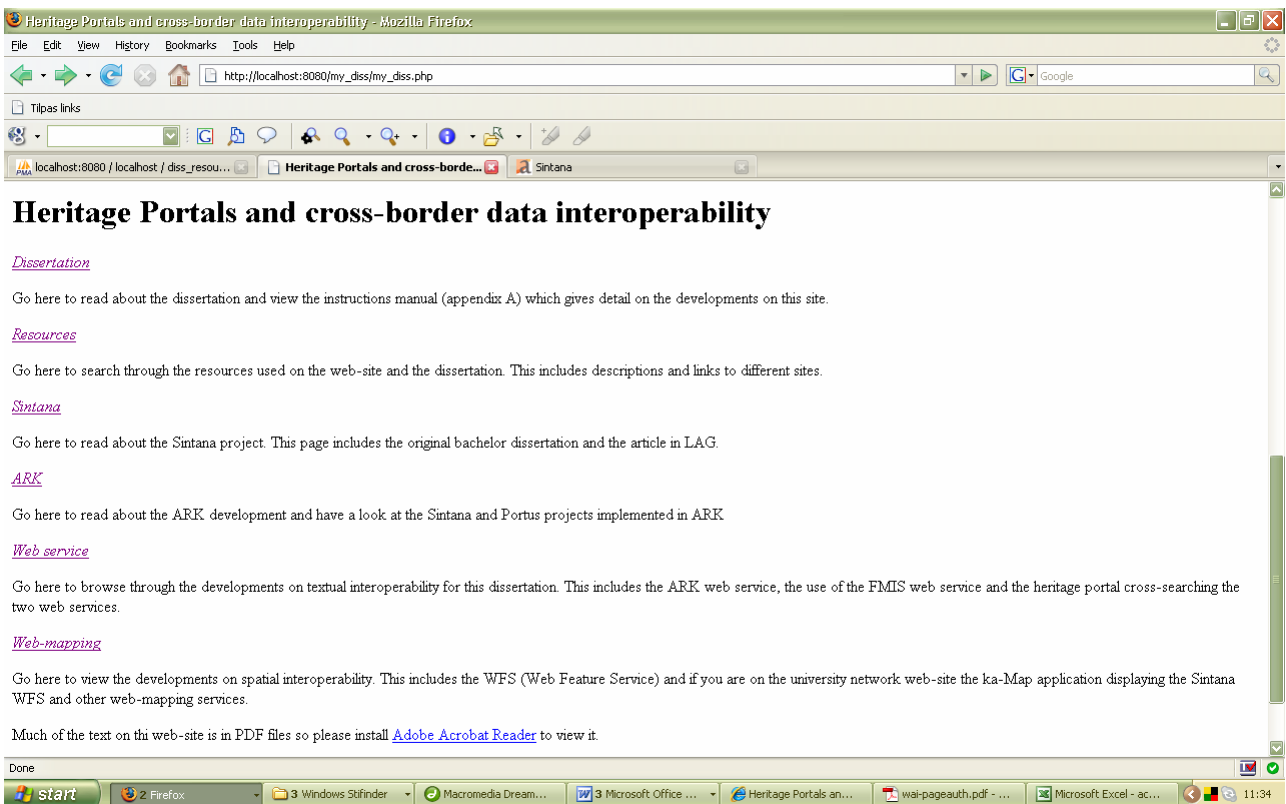 Heritage Portals and cross-border data interoperability - Mozilla Firefox
File Edit View History Bookmarks Tools Help
http://localhost:8080/my_diss/my_diss.php
Google
Tilpas links
localhost:8080 / localhost / diss_resou... Heritage Portals and cross-borde... Sintana
Heritage Portals and cross-border data interoperability
Dissertation
Go here to read about the dissertation and view the instructions manual (appendix A) which gives detail on the developments on this site.
Resources
Go here to search through the resources used on the web-site and the dissertation. This includes descriptions and links to different sites.
Sintana
Go here to read about the Sintana project. This page includes the original bachelor dissertation and the article in LAG.
ARK
Go here to read about the ARK development and have a look at the Sintana and Portus projects implemented in ARK
Web service
Go here to browse through the developments on textual interoperability for this dissertation. This includes the ARK web service, the use of the FMIS web service and the heritage portal cross-searching the
two web services.
Web-mapping
Go here to view the developments on spatial interoperability. This includes the WFS (Web Feature Service) and if you are on the university network web-site the ka-Map application displaying the Sintana
WFS and other web-mapping services.
Much of the text on thi web-site is in PDF files so please install Adobe Acrobat Reader to view it.
Done
start 2 Firefox 3 Windows Stifinder Macromedia Dream... 3 Microsoft Office ... Heritage Portals an... wai-pageauth.pdf - ... Microsoft Excel - ac... 11:34